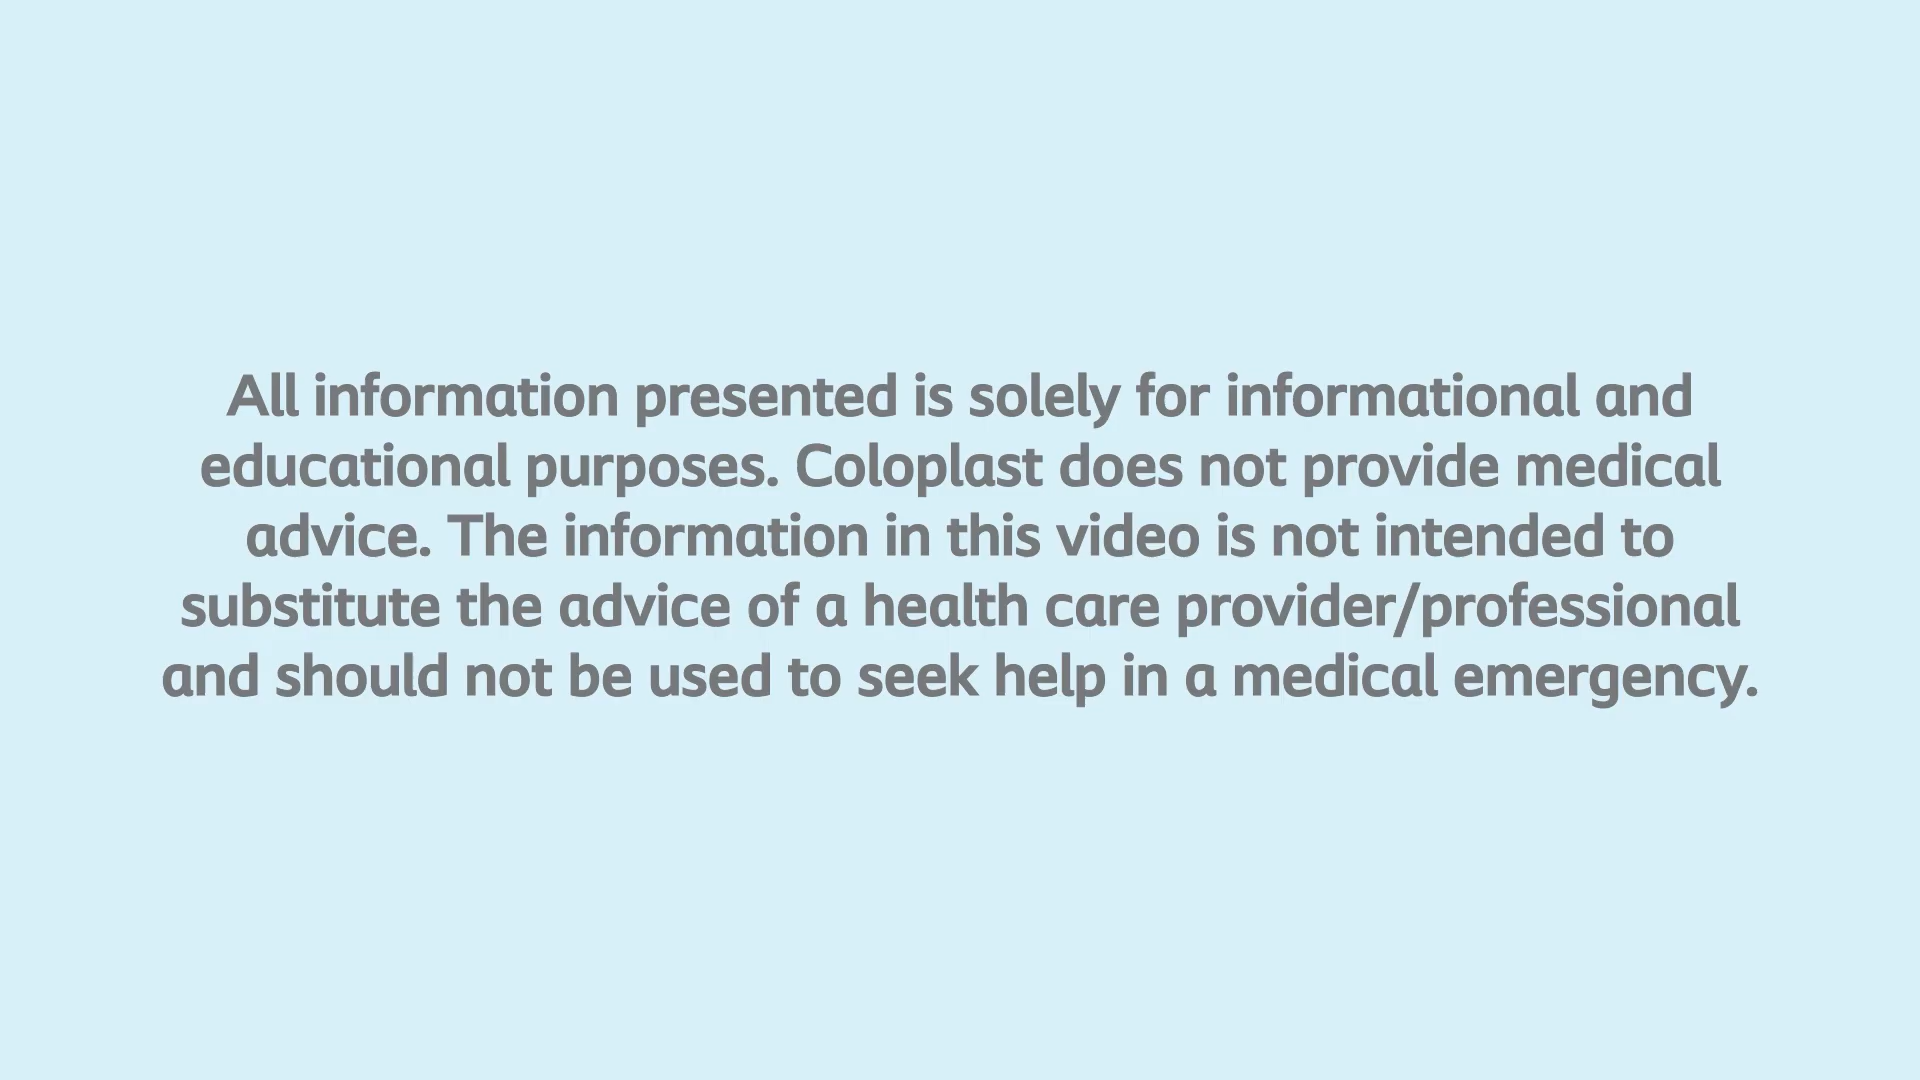 All information presented is solely for informational and
educational purposes. Coloplast does not provide medical
advice. The information in this video is not intended to
substitute the advice of a health care provider/professional
and should not be used to seek help in a medical emergency.